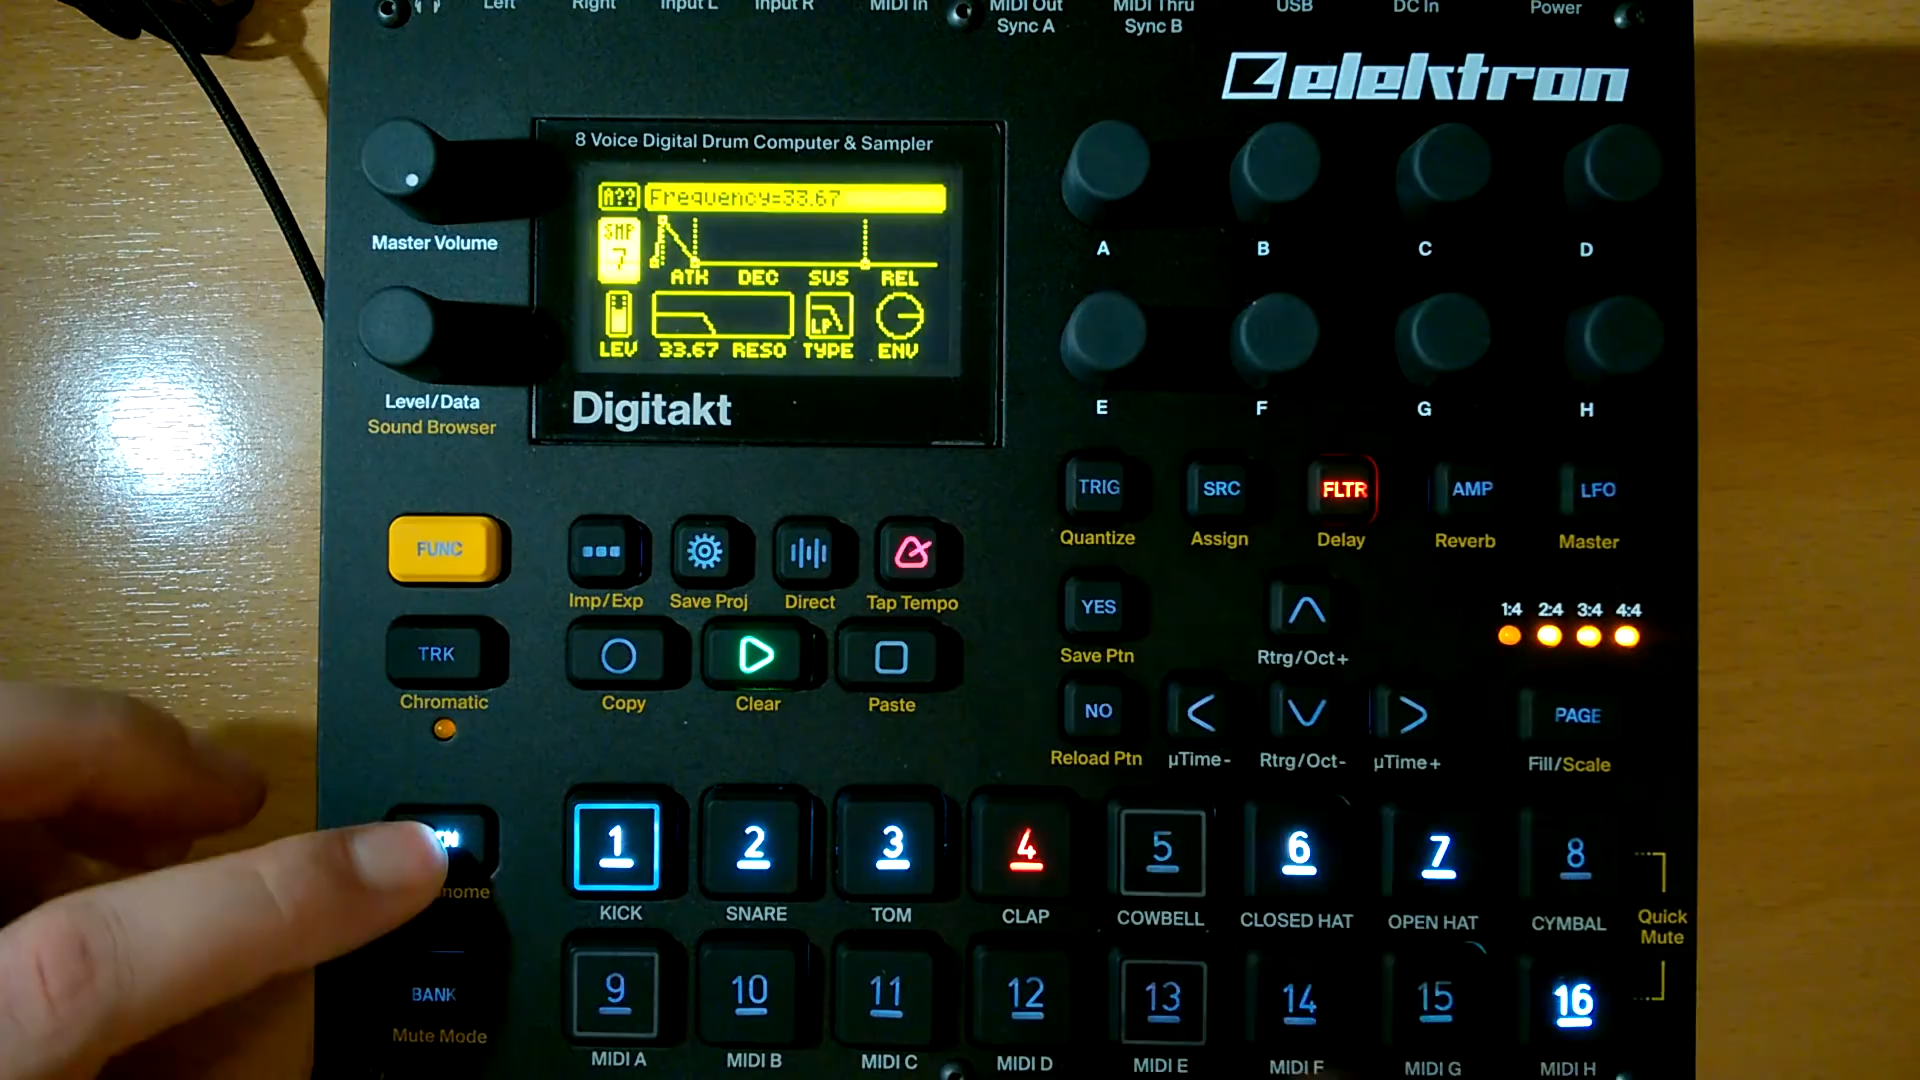 Left Right Input L Input R MIDI In MIDI Out MIDI Thru USB DC In Power
Sync A Sync B
elektron
8 Voice Digital Drum Computer & Sampler
A?? Frequency=33.67
SMP
7
ATK DEC SUS REL
LP
LEV 33.67 RESO TYPE ENV
Digitakt
Master Volume
Level/Data
Sound Browser
A B C D
E F G H
TRIG SRC FLTR AMP LFO
Quantize Assign Delay Reverb Master
FUNC
Imp/Exp Save Proj Direct Tap Tempo
TRK
Chromatic
Copy Clear Paste
YES
Save Ptn
Rtrg/Oct+
1:4 2:4 3:4 4:4
NO
PAGE
Reload Ptn µTime- Rtrg/Oct- µTime+ Fill/Scale
1 2 3 4 5 6 7 8
KICK SNARE TOM CLAP COWBELL CLOSED HAT OPEN HAT CYMBAL
Quick
Mute
BANK
Mute Mode
9 10 11 12 13 14 15 16
MIDI A MIDI B MIDI C MIDI D MIDI E MIDI F MIDI G MIDI H